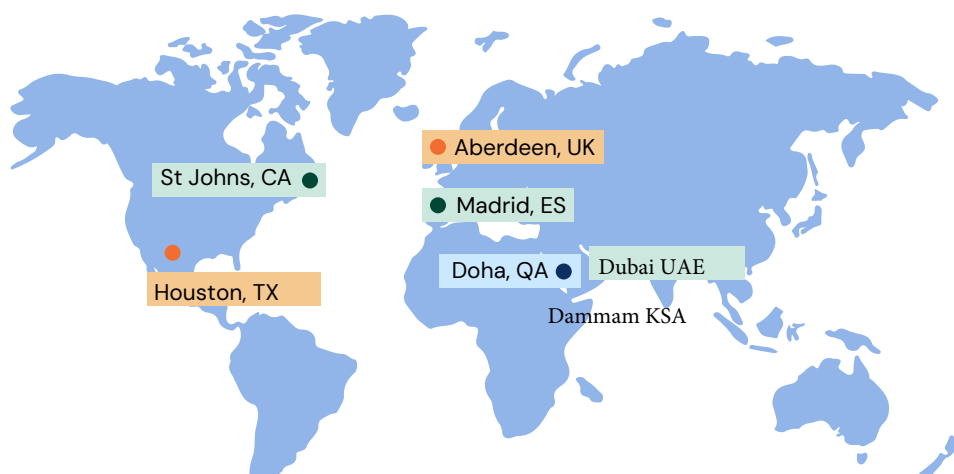 Aberdeen, UK
St Johns, CA
Madrid, ES
Doha, QA
Dubai UAE
Houston, TX
Dammam KSA